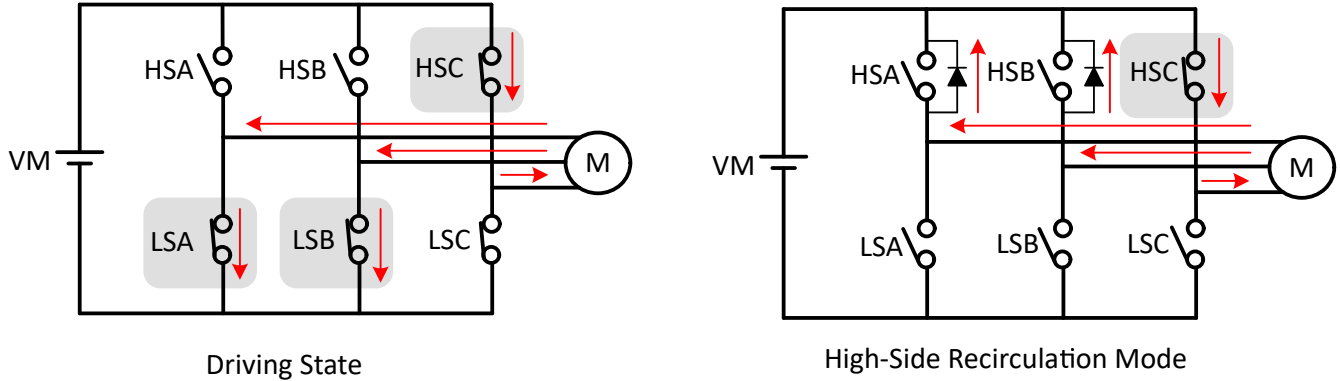 HSA
HSB
HSC
VM
M
LSA
LSB
LSC
Driving State
HSA
HSB
HSC
VM
M
LSA
LSB
LSC
High-Side Recirculation Mode